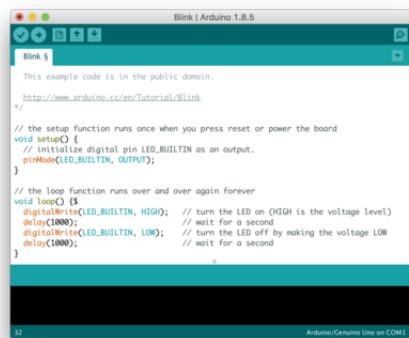 Blink | Arduino 1.8.5
Blink §
This example code is in the public domain.
http://www.arduino.cc/en/Tutorial/Blink
*/
// the setup function runs once when you press reset or power the board
void setup() {
// initialize digital pin LED_BUILTIN as an output.
pinMode(LED_BUILTIN, OUTPUT);
}
// the loop function runs over and over again forever
void loop() {$
digitalWrite(LED_BUILTIN, HIGH); // turn the LED on (HIGH is the voltage level)
delay(1000); // wait for a second
digitalWrite(LED_BUILTIN, LOW); // turn the LED off by making the voltage LOW
delay(1000); // wait for a second
}
32 Arduino/Genuino Uno on COM1